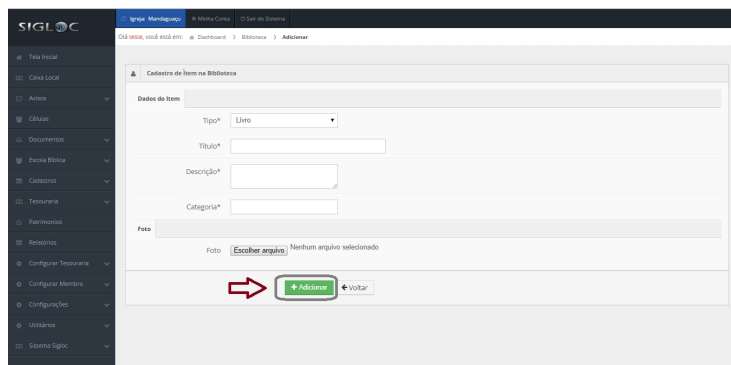 SIGLOC
Igreja: Mandaguaçu
Minha Conta
Sair do Sistema
Olá tesse, você está em: Dashboard > Biblioteca > Adicionar
Tela Inicial
Caixa Local
Avisos
Células
Documentos
Escola Bíblica
Cadastros
Tesouraria
Patrimonios
Relatórios
Configurar Tesouraria
Configurar Membro
Configurações
Utilitários
Sistema Sigloc
Cadastro de Ítem na Biblioteca
Dados do Item
Tipo* Livro
Titulo*
Descrição*
Categoria*
Foto
Foto Escolher arquivo Nenhum arquivo selecionado
+ Adicionar
Voltar